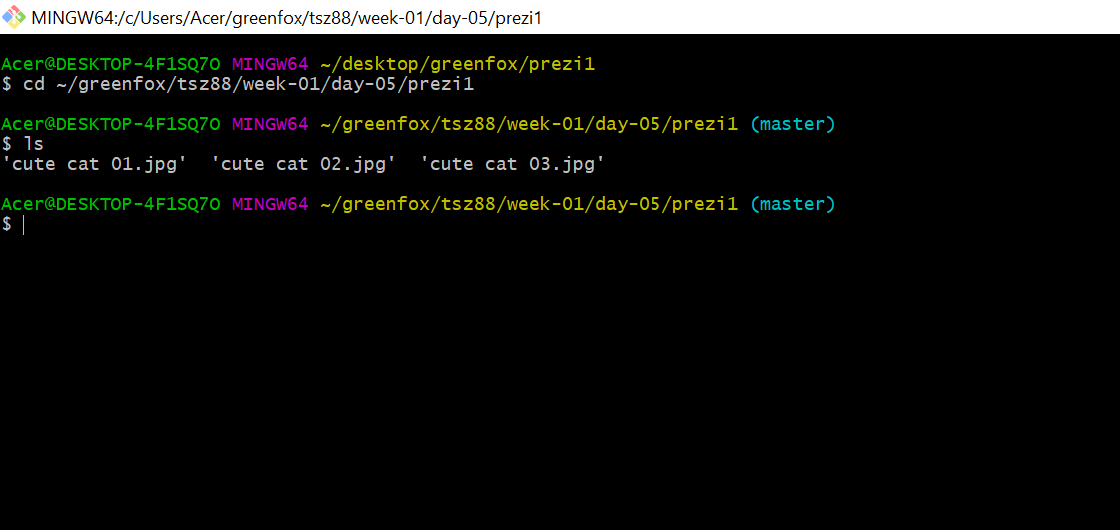 MINGW64:/c/Users/Acer/greenfox/tsz88/week-01/day-05/prezi1
Acer@DESKTOP-4F1SQ7O MINGW64 ~/desktop/greenfox/prezi1
$ cd ~/greenfox/tsz88/week-01/day-05/prezi1
Acer@DESKTOP-4F1SQ7O MINGW64 ~/greenfox/tsz88/week-01/day-05/prezi1 (master)
$ ls
'cute cat 01.jpg'  'cute cat 02.jpg'  'cute cat 03.jpg'
Acer@DESKTOP-4F1SQ7O MINGW64 ~/greenfox/tsz88/week-01/day-05/prezi1 (master)
$